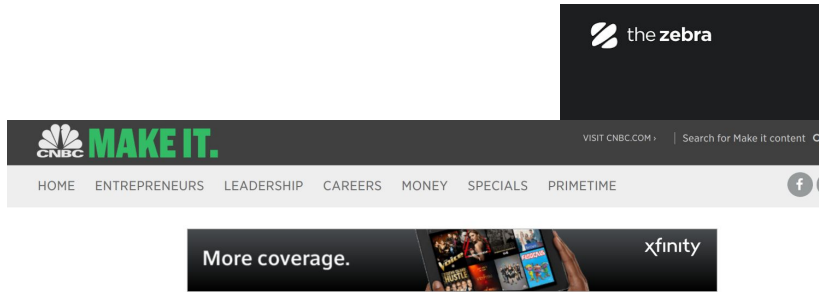 the zebra
CNBC MAKE IT.
VISIT CNBC.COM › | Search for Make it content
HOME ENTREPRENEURS LEADERSHIP CAREERS MONEY SPECIALS PRIMETIME
More coverage.
xfinity